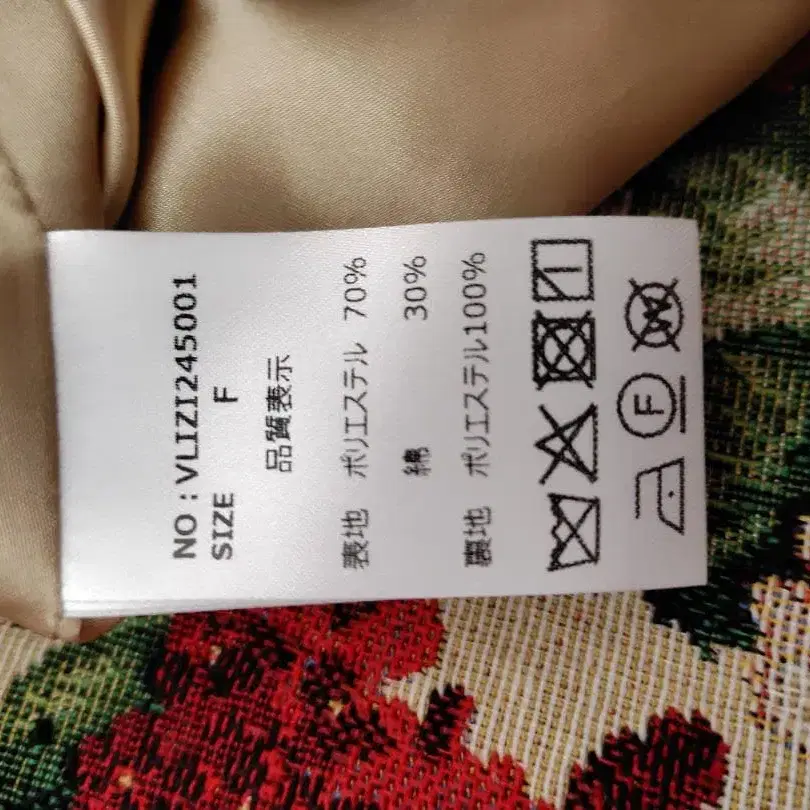 NO : VLIZI245001
SIZE F
品質表示
表地 ポリエステル 70%
綿 30%
裏地 ポリエステル100%
W
F